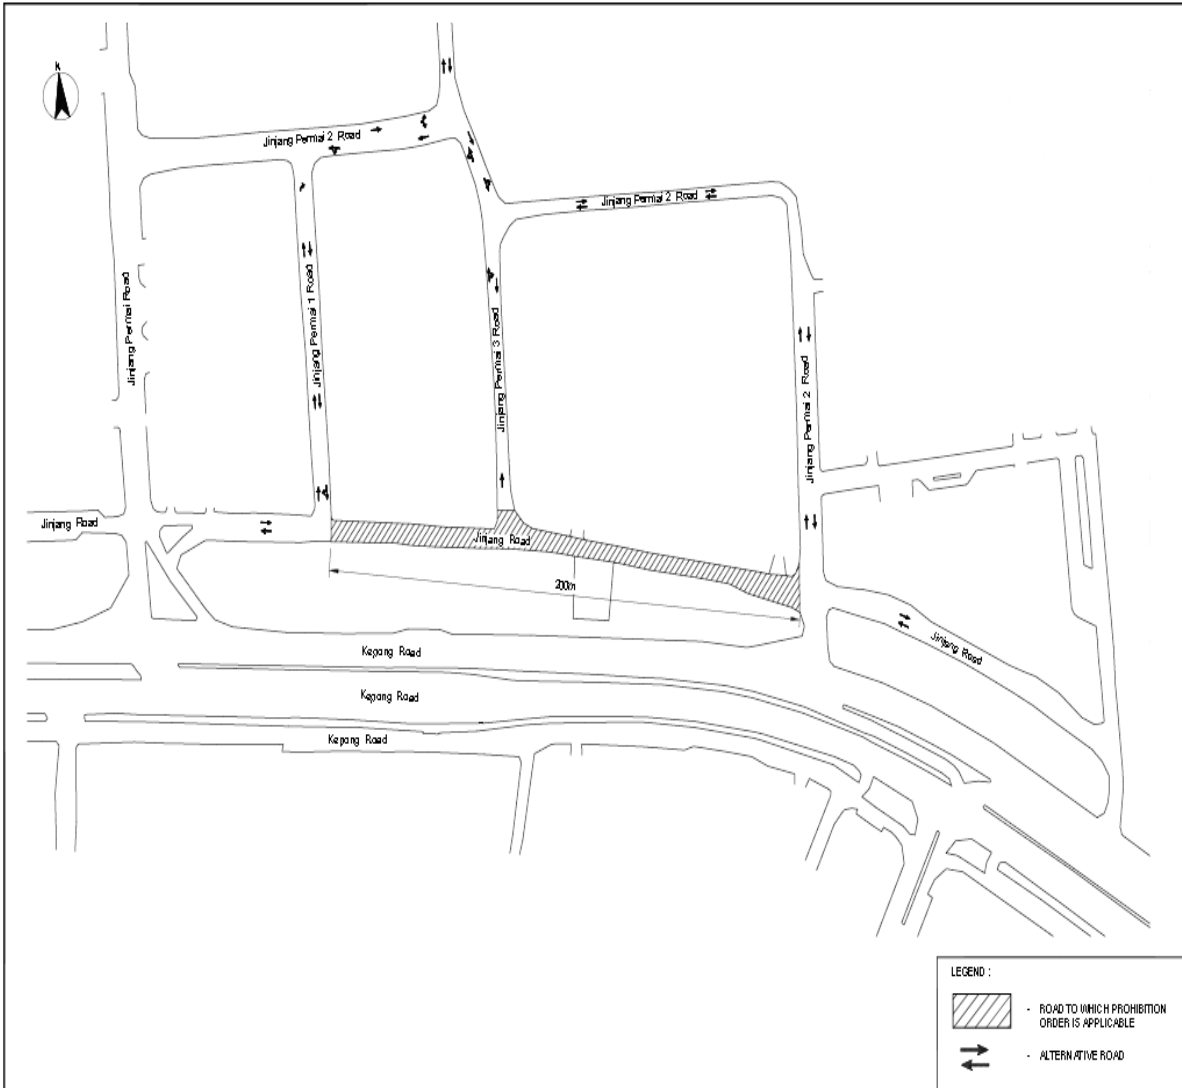 k
Jinjang Permai 2 Road
Jinjang Permai 2 Road
Jinjang Permai Road
Jinjang Permai 1 Road
Jinjang Permai 3 Road
Jinjang Permai 2 Road
Jinjang Road
Jinjang Road
200m
Jinjang Road
Kepong Road
Kepong Road
Kepong Road
LEGEND :
- ROAD TO WHICH PROHIBITION
ORDER IS APPLICABLE
- ALTERNATIVE ROAD